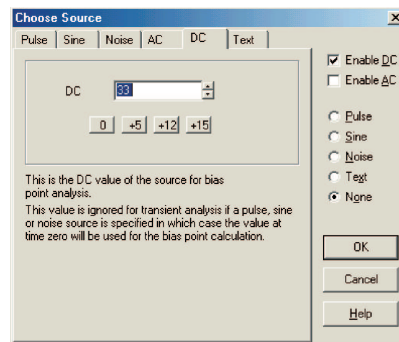 Choose Source
Pulse Sine Noise AC DC Text
DC 33
0 +5 +12 +15
This is the DC value of the source for bias
point analysis.
This value is ignored for transient analysis if a pulse, sine
or noise source is specified in which case the value at
time zero will be used for the bias point calculation.
Enable DC
Enable AC
Pulse
Sine
Noise
Text
None
OK
Cancel
Help